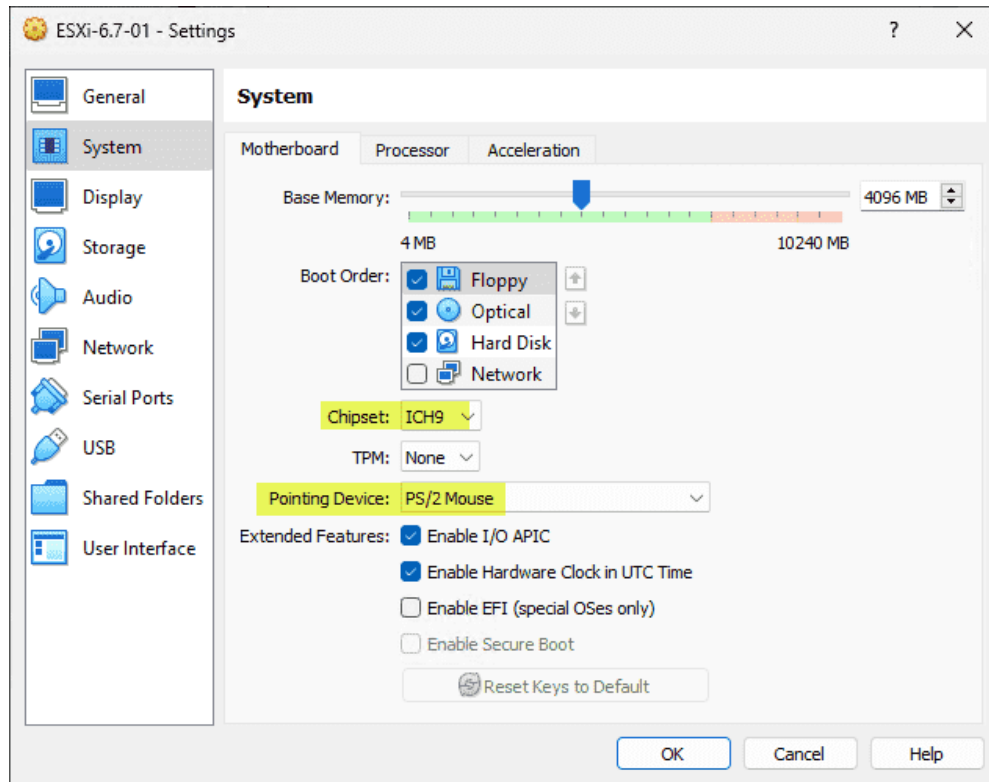 ESXi-6.7-01 - Settings
?
General
System
Display
Storage
Audio
Network
Serial Ports
USB
Shared Folders
User Interface
System
Motherboard Processor Acceleration
Base Memory: 4096 MB
4 MB 10240 MB
Boot Order: Floppy
Optical
Hard Disk
Network
Chipset: ICH9
TPM: None
Pointing Device: PS/2 Mouse
Extended Features: Enable I/O APIC
Enable Hardware Clock in UTC Time
Enable EFI (special OSes only)
Enable Secure Boot
Reset Keys to Default
OK Cancel Help